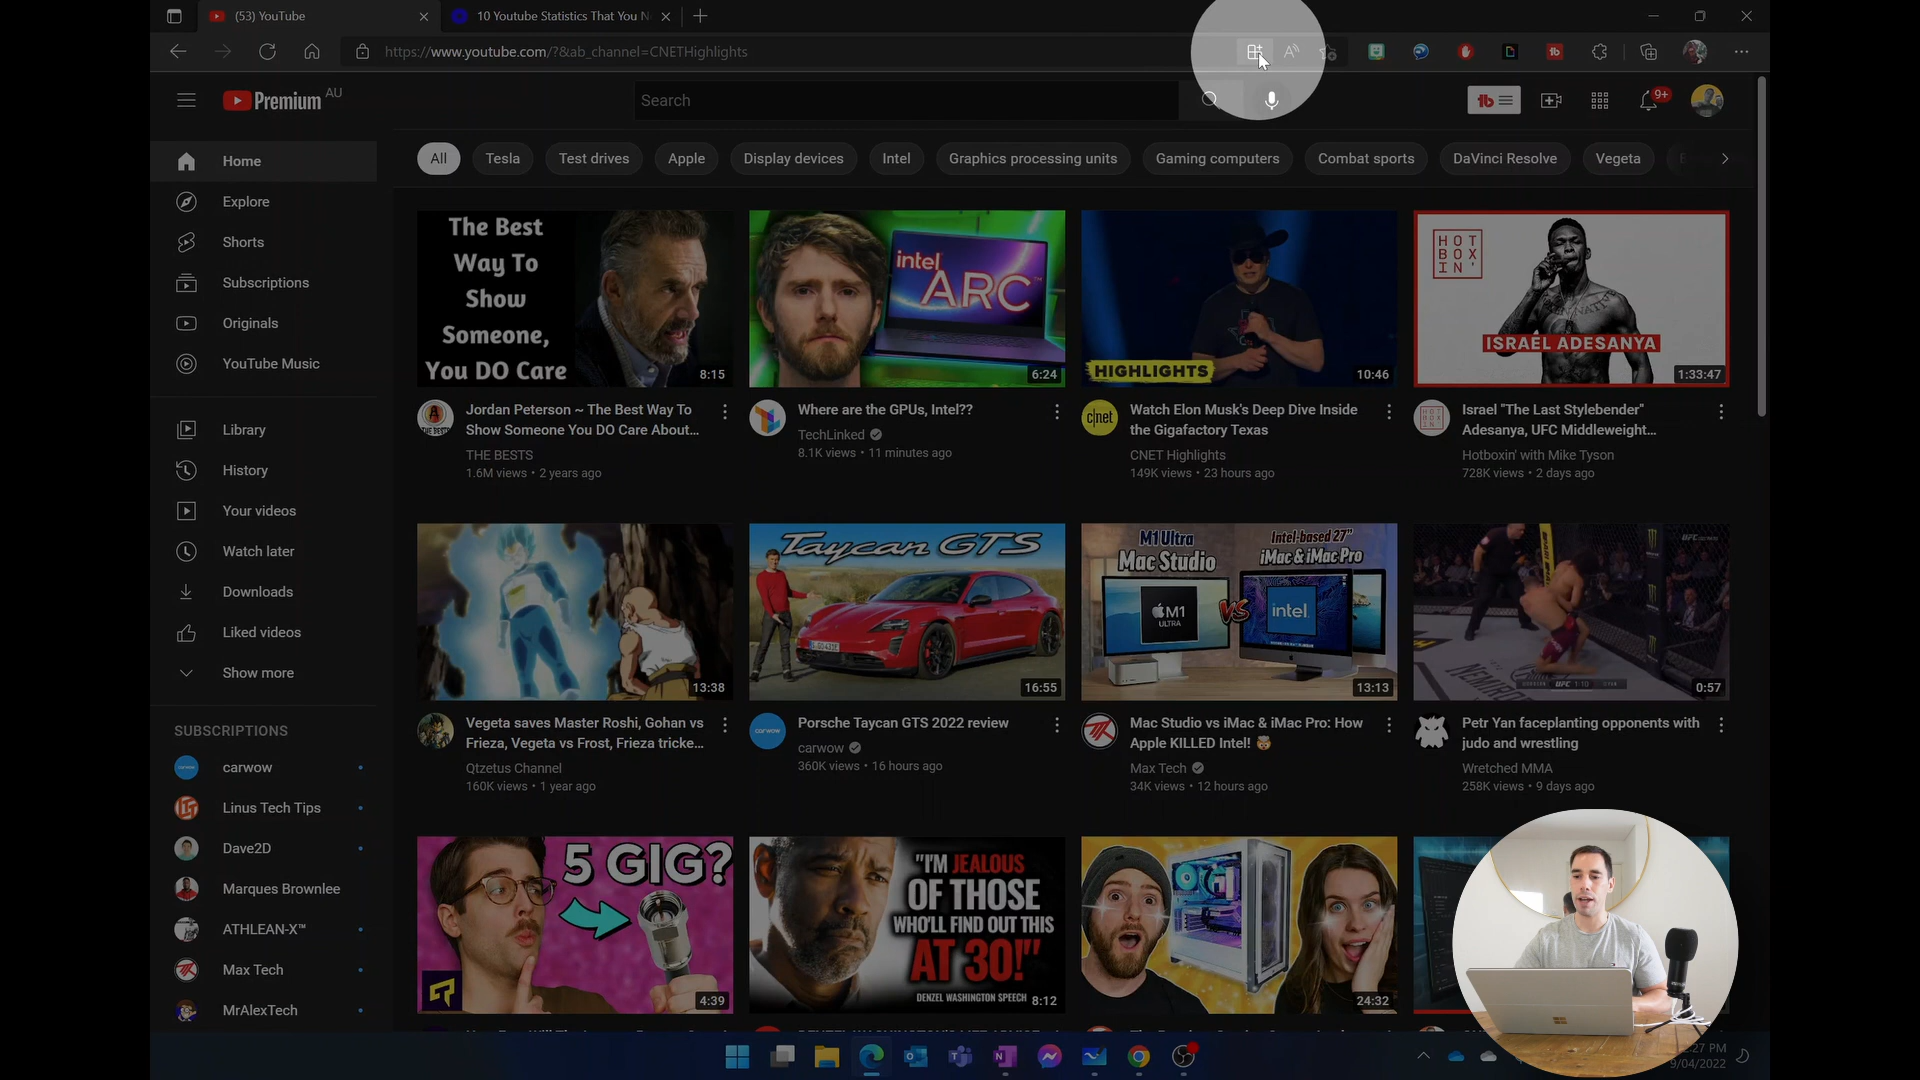 (53) YouTube
10 Youtube Statistics That You N
https://www.youtube.com/?&ab_channel=CNETHighlights
Premium AU
Search
9+
All
Tesla
Test drives
Apple
Display devices
Intel
Graphics processing units
Gaming computers
Combat sports
DaVinci Resolve
Vegeta
Home
Explore
Shorts
Subscriptions
Originals
YouTube Music
Library
History
Your videos
Watch later
Downloads
Liked videos
Show more
SUBSCRIPTIONS
carwow
Linus Tech Tips
Dave2D
Marques Brownlee
ATHLEAN-X™
Max Tech
MrAlexTech
The Best
Way To
Show
Someone,
You DO Care
8:15
Jordan Peterson ~ The Best Way To
Show Someone You DO Care About...
THE BESTS
1.6M views • 2 years ago
intel
ARC
6:24
Where are the GPUs, Intel??
TechLinked
8.1K views • 11 minutes ago
HIGHLIGHTS
10:46
c|net
Watch Elon Musk's Deep Dive Inside
the Gigafactory Texas
CNET Highlights
149K views • 23 hours ago
HOT
BOX
IN'
ISRAEL ADESANYA
1:33:47
Israel "The Last Stylebender"
Adesanya, UFC Middleweight...
Hotboxin' with Mike Tyson
728K views • 2 days ago
13:38
Vegeta saves Master Roshi, Gohan vs
Frieza, Vegeta vs Frost, Frieza tricke...
Qtzetus Channel
160K views • 1 year ago
Taycan GTS
16:55
carwow
Porsche Taycan GTS 2022 review
carwow
360K views • 16 hours ago
M1 Ultra
Mac Studio
Intel-based 27"
iMac & iMac Pro
M1
ULTRA
VS
intel
13:13
Mac Studio vs iMac & iMac Pro: How
Apple KILLED Intel! 🤯
Max Tech
34K views • 12 hours ago
UFC 1:10
0:57
Petr Yan faceplanting opponents with
judo and wrestling
Wretched MMA
258K views • 9 days ago
5 GIG?
4:39
"I'M JEALOUS
OF THOSE
WHO'LL FIND OUT THIS
AT 30!"
DENZEL WASHINGTON SPEECH
8:12
24:32
:27 PM
9/04/2022